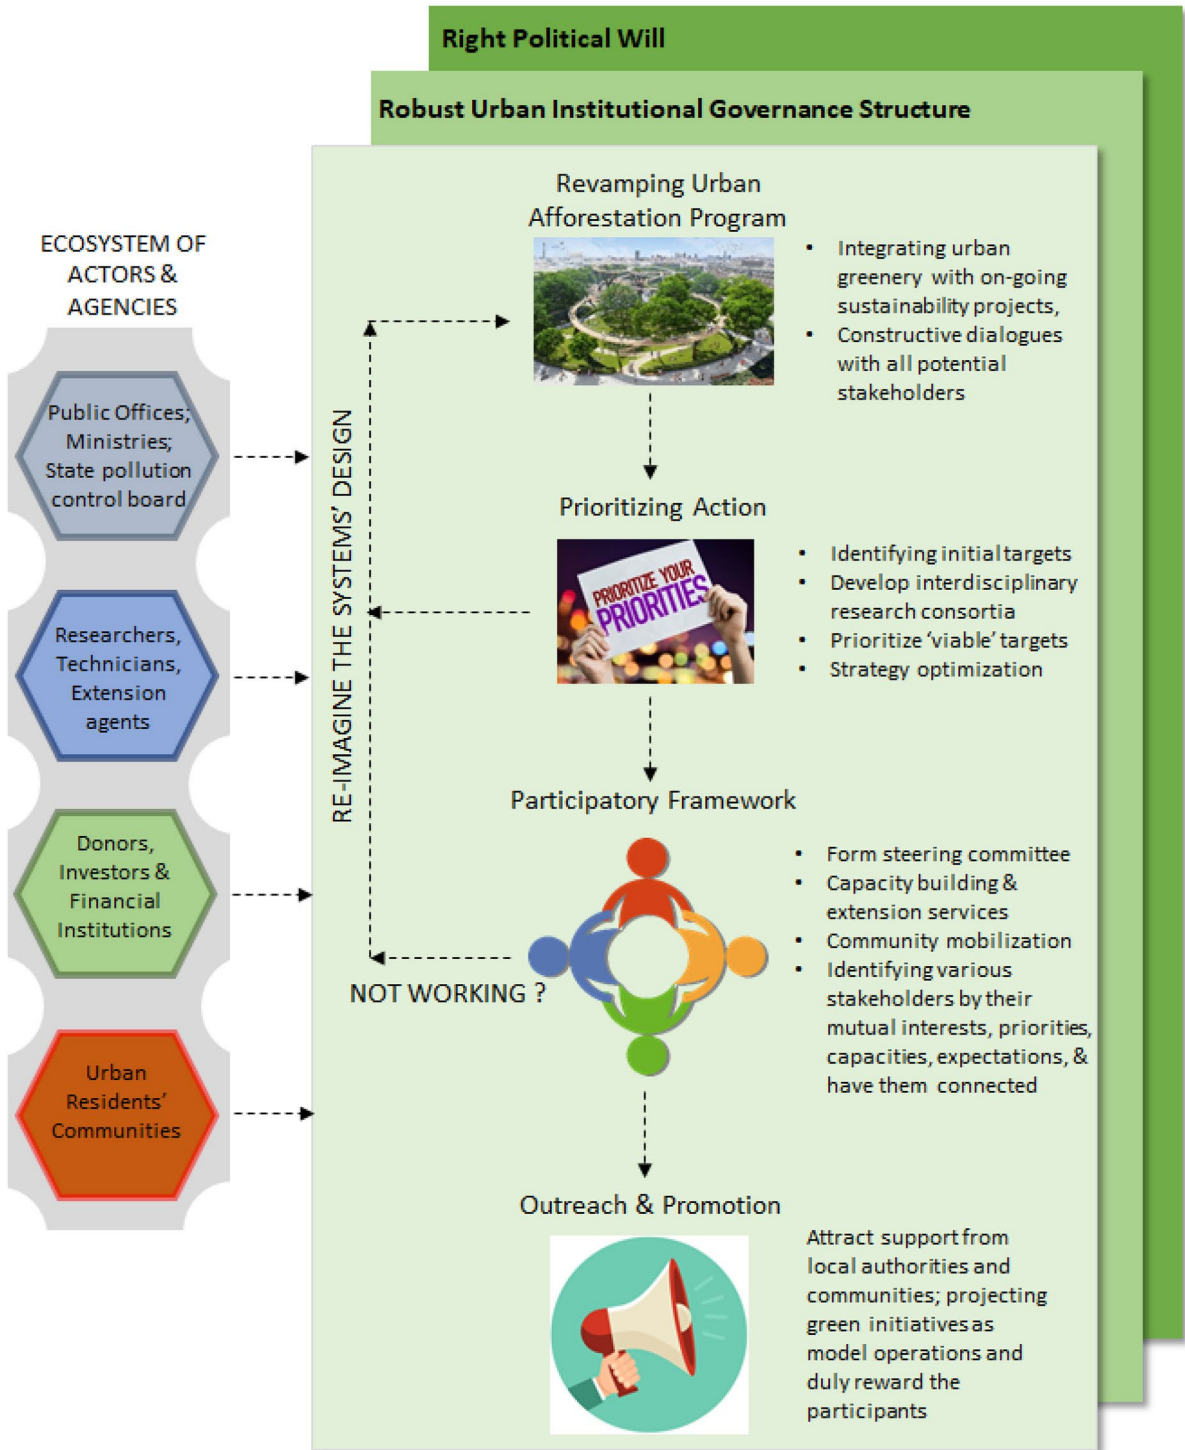 Right Political Will
Robust Urban Institutional Governance Structure
ECOSYSTEM OF
ACTORS &
AGENCIES
Public Offices;
Ministries;
State pollution
control board
Researchers,
Technicians,
Extension
agents
Donors,
Investors &
Financial
Institutions
Urban
Residents’
Communities
RE-IMAGINE THE SYSTEMS’ DESIGN
Revamping Urban
Afforestation Program
• Integrating urban
greenery with on-going
sustainability projects,
• Constructive dialogues
with all potential
stakeholders
Prioritizing Action
PRIORITIZE YOUR
PRIORITIES
• Identifying initial targets
• Develop interdisciplinary
research consortia
• Prioritize ‘viable’ targets
• Strategy optimization
Participatory Framework
NOT WORKING ?
• Form steering committee
• Capacity building &
extension services
• Community mobilization
• Identifying various
stakeholders by their
mutual interests, priorities,
capacities, expectations, &
have them connected
Outreach & Promotion
Attract support from
local authorities and
communities; projecting
green initiatives as
model operations and
duly reward the
participants